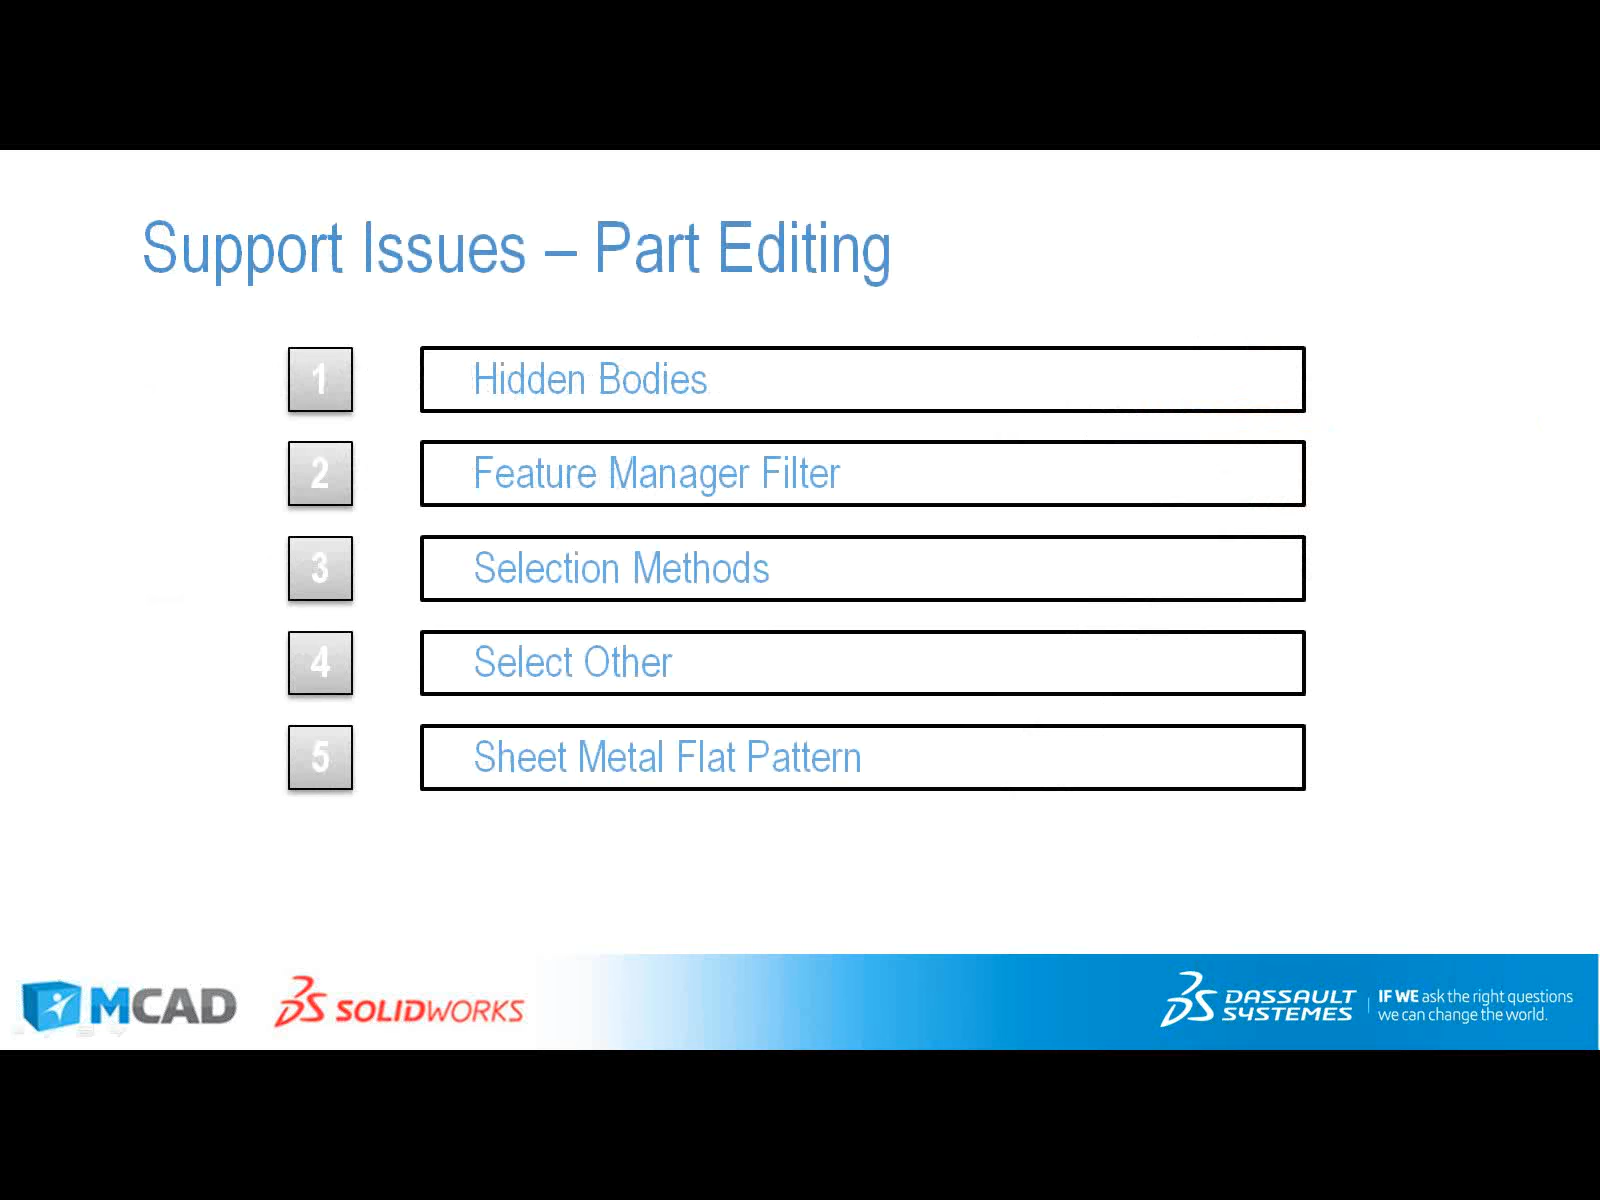 Support Issues – Part Editing
1 Hidden Bodies
2 Feature Manager Filter
3 Selection Methods
4 Select Other
5 Sheet Metal Flat Pattern
MCAD
SOLIDWORKS
DASSAULT
SYSTEMES
IF WE ask the right questions
we can change the world.